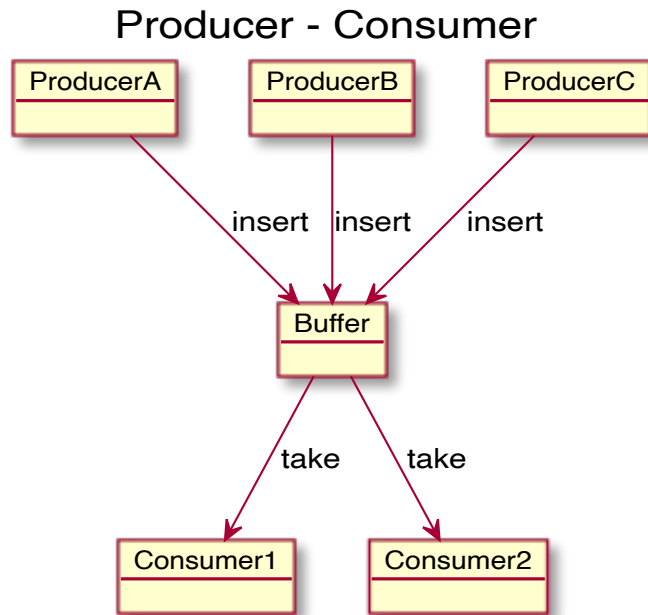 Producer - Consumer
ProducerA
ProducerB
ProducerC
insert
insert
insert
Buffer
take
take
Consumer1
Consumer2